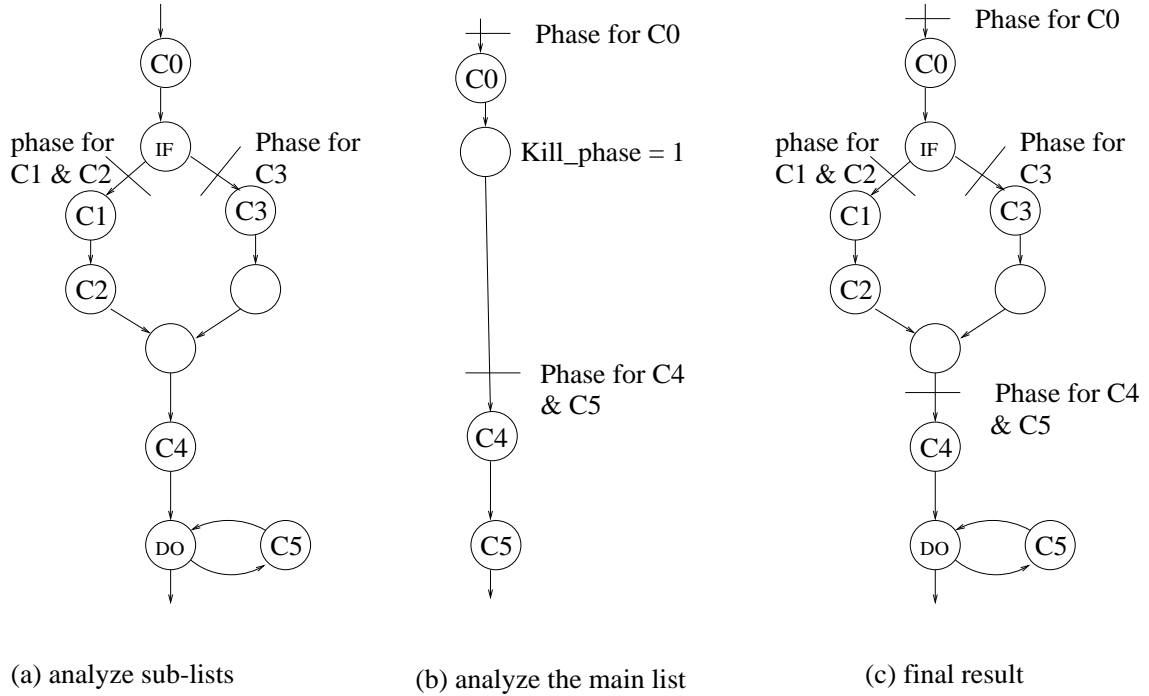 C0
IF
phase for
C1 & C2
Phase for
C3
C1
C3
C2
C4
DO
C5
(a) analyze sub-lists
Phase for C0
C0
Kill_phase = 1
Phase for C4
& C5
C4
C5
(b) analyze the main list
Phase for C0
C0
IF
phase for
C1 & C2
Phase for
C3
C1
C3
C2
Phase for C4
& C5
C4
DO
C5
(c) final result